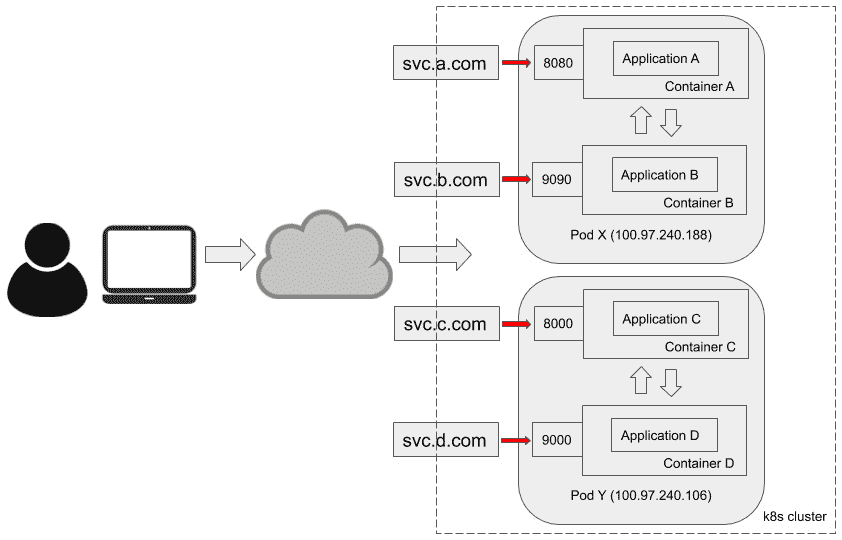 svc.a.com
8080
Application A
Container A
svc.b.com
9090
Application B
Container B
Pod X (100.97.240.188)
svc.c.com
8000
Application C
Container C
svc.d.com
9000
Application D
Container D
Pod Y (100.97.240.106)
k8s cluster